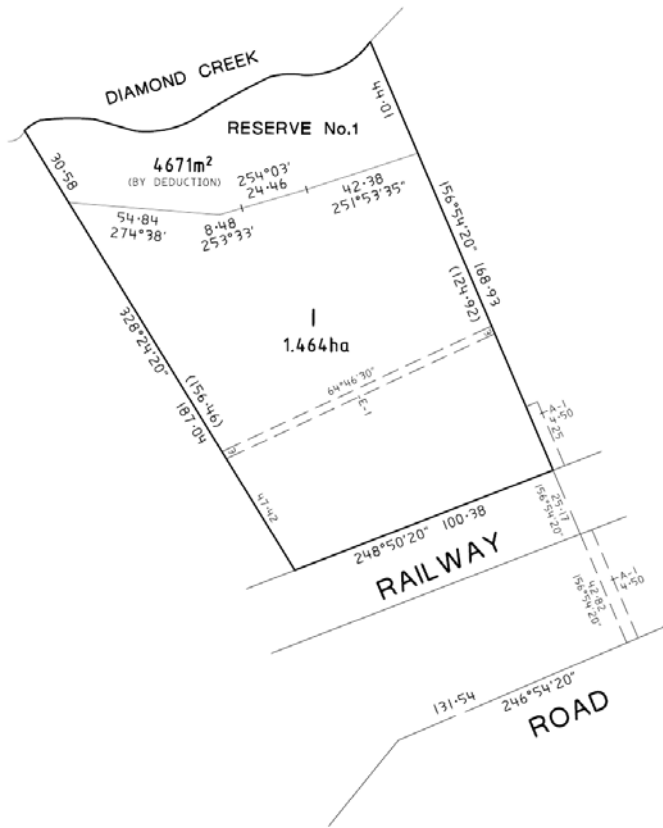 DIAMOND CREEK
44·01
RESERVE No.1
30·58
4671m²
(BY DEDUCTION)
254°03'
24·46
42·38
251°53'35"
54·84
274°38'
8·48
253°33'
156°54'20" 168·93
(124·92)
1
1.464ha
328°24'20" 187·04
(156·46)
3
64°46'30"
E-1
3
A-1
4·50
25
47·42
248°50'20" 100·38
25·17
156°54'20"
RAILWAY
A-1
4·50
42·82
156°54'20"
131·54 246°54'20"
ROAD